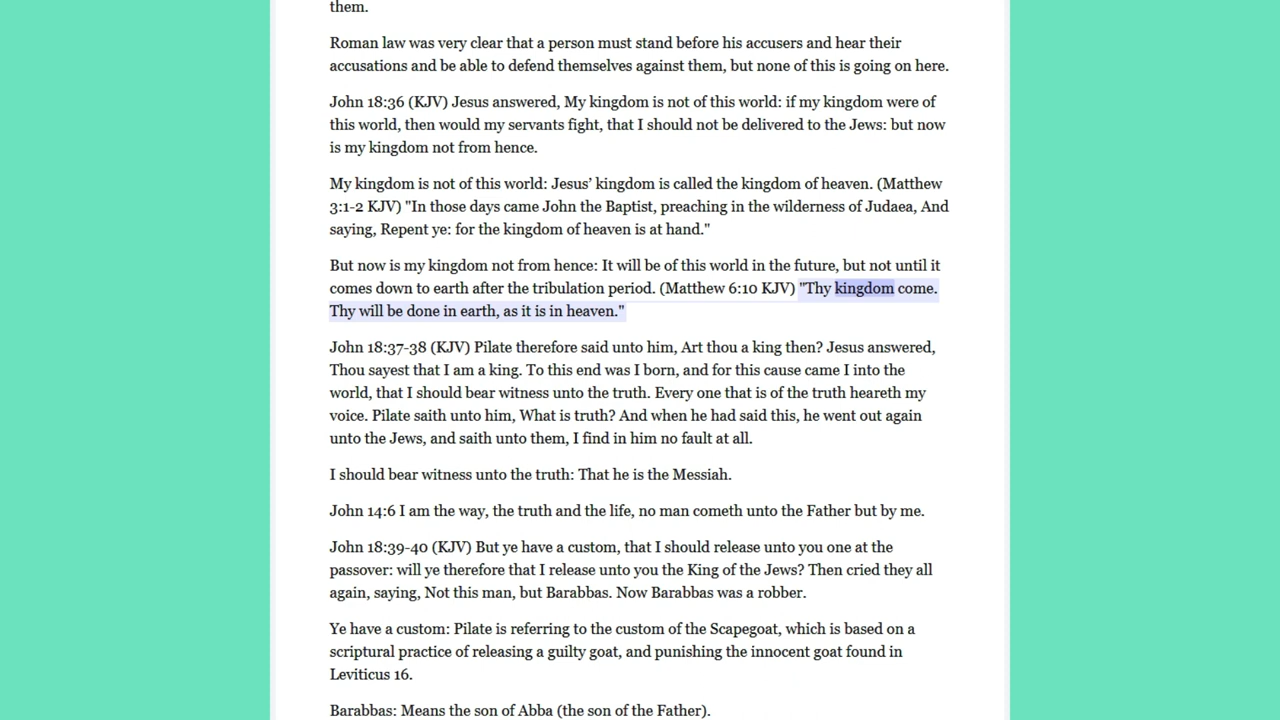 them.
Roman law was very clear that a person must stand before his accusers and hear their
accusations and be able to defend themselves against them, but none of this is going on here.
John 18:36 (KJV) Jesus answered, My kingdom is not of this world: if my kingdom were of
this world, then would my servants fight, that I should not be delivered to the Jews: but now
is my kingdom not from hence.
My kingdom is not of this world: Jesus’ kingdom is called the kingdom of heaven. (Matthew
3:1-2 KJV) "In those days came John the Baptist, preaching in the wilderness of Judaea, And
saying, Repent ye: for the kingdom of heaven is at hand."
But now is my kingdom not from hence: It will be of this world in the future, but not until it
comes down to earth after the tribulation period. (Matthew 6:10 KJV) "Thy kingdom come.
Thy will be done in earth, as it is in heaven."
John 18:37-38 (KJV) Pilate therefore said unto him, Art thou a king then? Jesus answered,
Thou sayest that I am a king. To this end was I born, and for this cause came I into the
world, that I should bear witness unto the truth. Every one that is of the truth heareth my
voice. Pilate saith unto him, What is truth? And when he had said this, he went out again
unto the Jews, and saith unto them, I find in him no fault at all.
I should bear witness unto the truth: That he is the Messiah.
John 14:6 I am the way, the truth and the life, no man cometh unto the Father but by me.
John 18:39-40 (KJV) But ye have a custom, that I should release unto you one at the
passover: will ye therefore that I release unto you the King of the Jews? Then cried they all
again, saying, Not this man, but Barabbas. Now Barabbas was a robber.
Ye have a custom: Pilate is referring to the custom of the Scapegoat, which is based on a
scriptural practice of releasing a guilty goat, and punishing the innocent goat found in
Leviticus 16.
Barabbas: Means the son of Abba (the son of the Father).